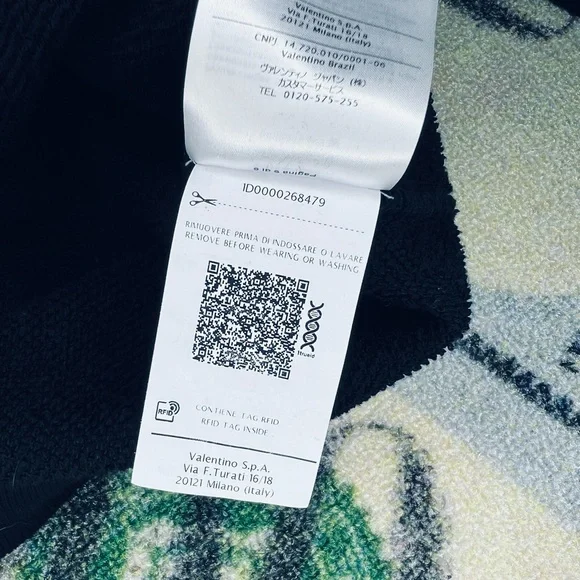 Valentino S.p.A.
Via F. Turati 16/18
20121 Milano (italy)
CNPJ 14.720.010/0001-06
Valentino Brazil
ヴァレンティノ ジャパン (株)
カスタマーサービス
TEL 0120-575-255
ID0000268479
RIMUOVERE PRIMA DI INDOSSARE O LAVARE
REMOVE BEFORE WEARING OR WASHING
1trueid
RFID
CONTIENE TAG RFID
RFID TAG INSIDE
Valentino S.p.A.
Via F.Turati 16/18
20121 Milano (italy)